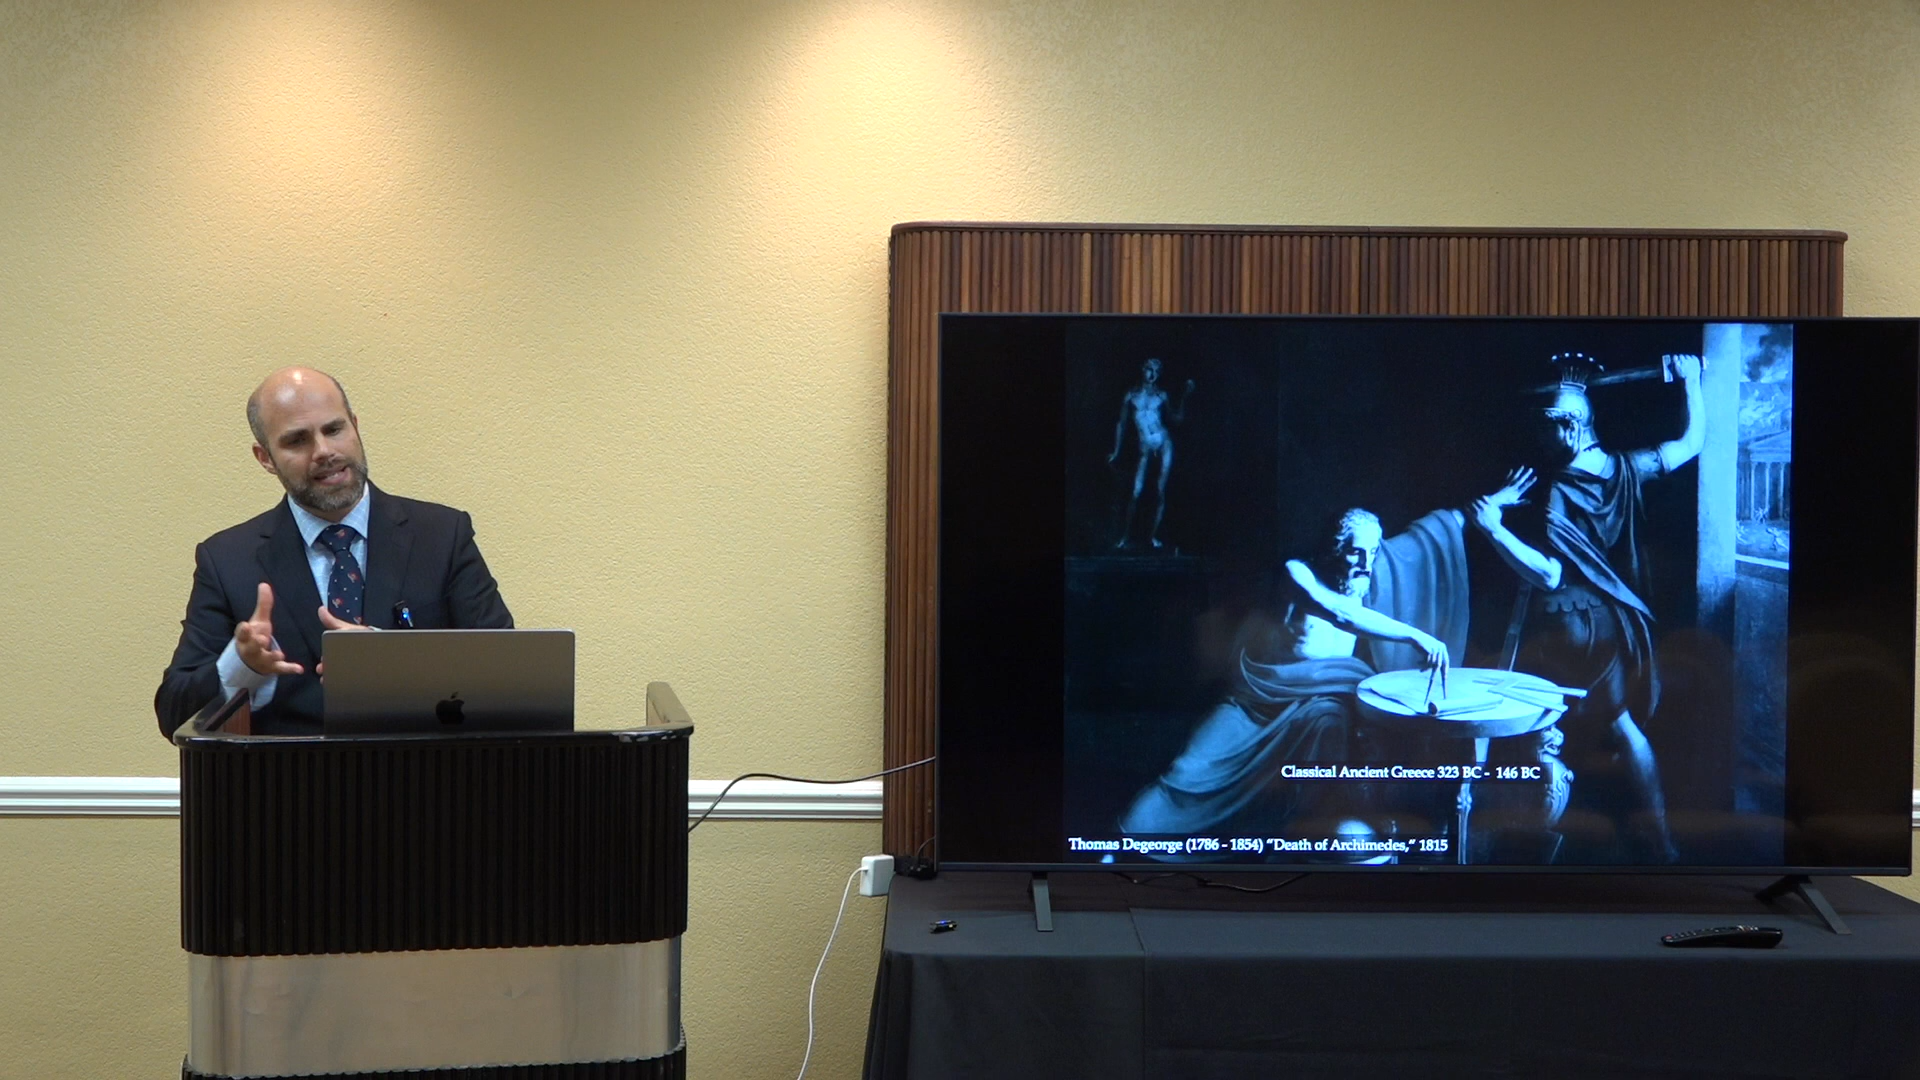 Classical Ancient Greece 323 BC - 146 BC
Thomas Degeorge (1786 - 1854) “Death of Archimedes,” 1815